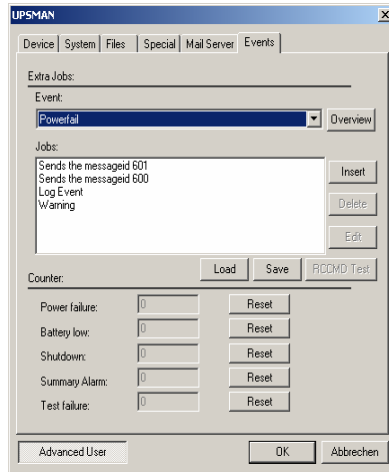 UPSMAN
Device System Files Special Mail Server Events
Extra Jobs:
Event:
Powerfail Overview
Jobs:
Sends the messageid 601
Sends the messageid 600
Log Event
Warning
Insert
Delete
Edit
Load Save RCCMD Test
Counter:
Power failure: 0 Reset
Battery low: 0 Reset
Shutdown: 0 Reset
Summary Alarm: 0 Reset
Test failure: 0 Reset
Advanced User OK Abbrechen